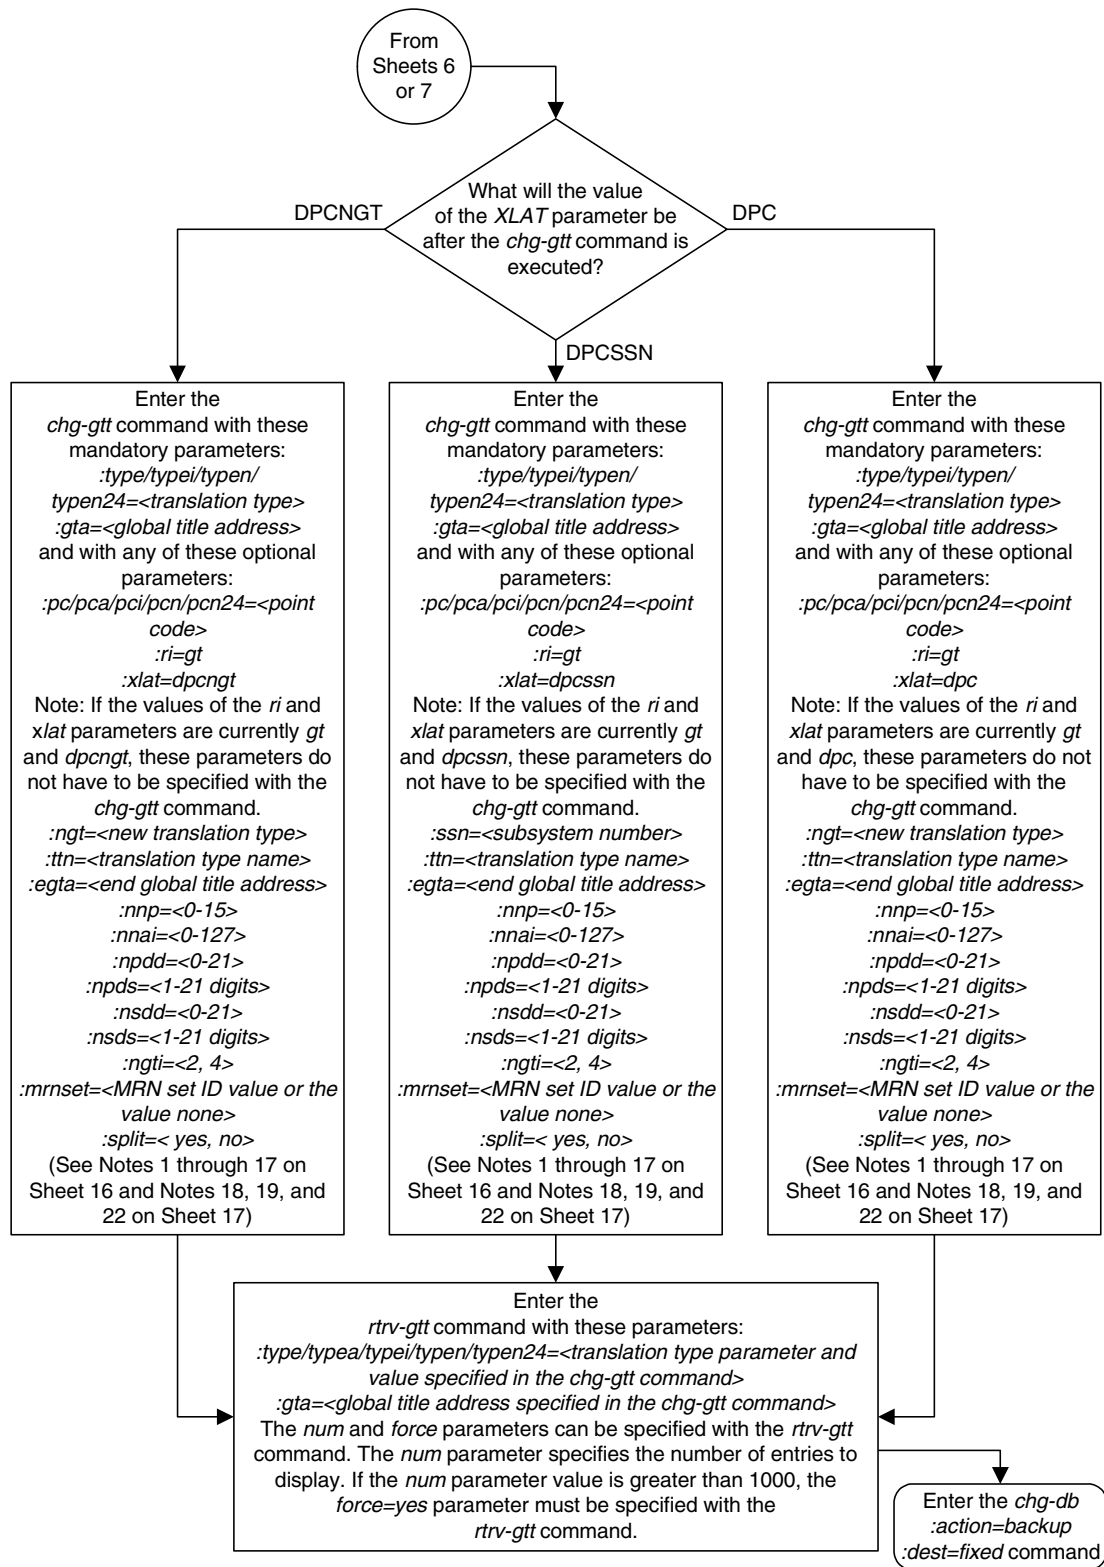 From
Sheets 6
or 7
What will the value
of the XLAT parameter be
after the chg-gtt command is
executed?
DPCNGT
DPC
DPCSSN
Enter the
chg-gtt command with these
mandatory parameters:
:type/typei/typen/
typen24=<translation type>
:gta=<global title address>
and with any of these optional
parameters:
:pc/pca/pci/pcn/pcn24=<point
code>
:ri=gt
:xlat=dpcngt
Note: If the values of the ri and
xlat parameters are currently gt
and dpcngt, these parameters do
not have to be specified with the
chg-gtt command.
:ngt=<new translation type>
:ttn=<translation type name>
:egta=<end global title address>
:nnp=<0-15>
:nnai=<0-127>
:npdd=<0-21>
:npds=<1-21 digits>
:nsdd=<0-21>
:nsds=<1-21 digits>
:ngti=<2, 4>
:mrnset=<MRN set ID value or the
value none>
:split=< yes, no>
(See Notes 1 through 17 on
Sheet 16 and Notes 18, 19, and
22 on Sheet 17)
Enter the
chg-gtt command with these
mandatory parameters:
:type/typei/typen/
typen24=<translation type>
:gta=<global title address>
and with any of these optional
parameters:
:pc/pca/pci/pcn/pcn24=<point
code>
:ri=gt
:xlat=dpcssn
Note: If the values of the ri and
xlat parameters are currently gt
and dpcssn, these parameters do
not have to be specified with the
chg-gtt command.
:ssn=<subsystem number>
:ttn=<translation type name>
:egta=<end global title address>
:nnp=<0-15>
:nnai=<0-127>
:npdd=<0-21>
:npds=<1-21 digits>
:nsdd=<0-21>
:nsds=<1-21 digits>
:ngti=<2, 4>
:mrnset=<MRN set ID value or the
value none>
:split=< yes, no>
(See Notes 1 through 17 on
Sheet 16 and Notes 18, 19, and
22 on Sheet 17)
Enter the
chg-gtt command with these
mandatory parameters:
:type/typei/typen/
typen24=<translation type>
:gta=<global title address>
and with any of these optional
parameters:
:pc/pca/pci/pcn/pcn24=<point
code>
:ri=gt
:xlat=dpc
Note: If the values of the ri and
xlat parameters are currently gt
and dpc, these parameters do not
have to be specified with the
chg-gtt command.
:ngt=<new translation type>
:ttn=<translation type name>
:egta=<end global title address>
:nnp=<0-15>
:nnai=<0-127>
:npdd=<0-21>
:npds=<1-21 digits>
:nsdd=<0-21>
:nsds=<1-21 digits>
:ngti=<2, 4>
:mrnset=<MRN set ID value or the
value none>
:split=< yes, no>
(See Notes 1 through 17 on
Sheet 16 and Notes 18, 19, and
22 on Sheet 17)
Enter the
rtrv-gtt command with these parameters:
:type/typea/typei/typen/typen24=<translation type parameter and
value specified in the chg-gtt command>
:gta=<global title address specified in the chg-gtt command>
The num and force parameters can be specified with the rtrv-gtt
command. The num parameter specifies the number of entries to
display. If the num parameter value is greater than 1000, the
force=yes parameter must be specified with the
rtrv-gtt command.
Enter the chg-db
:action=backup
:dest=fixed command